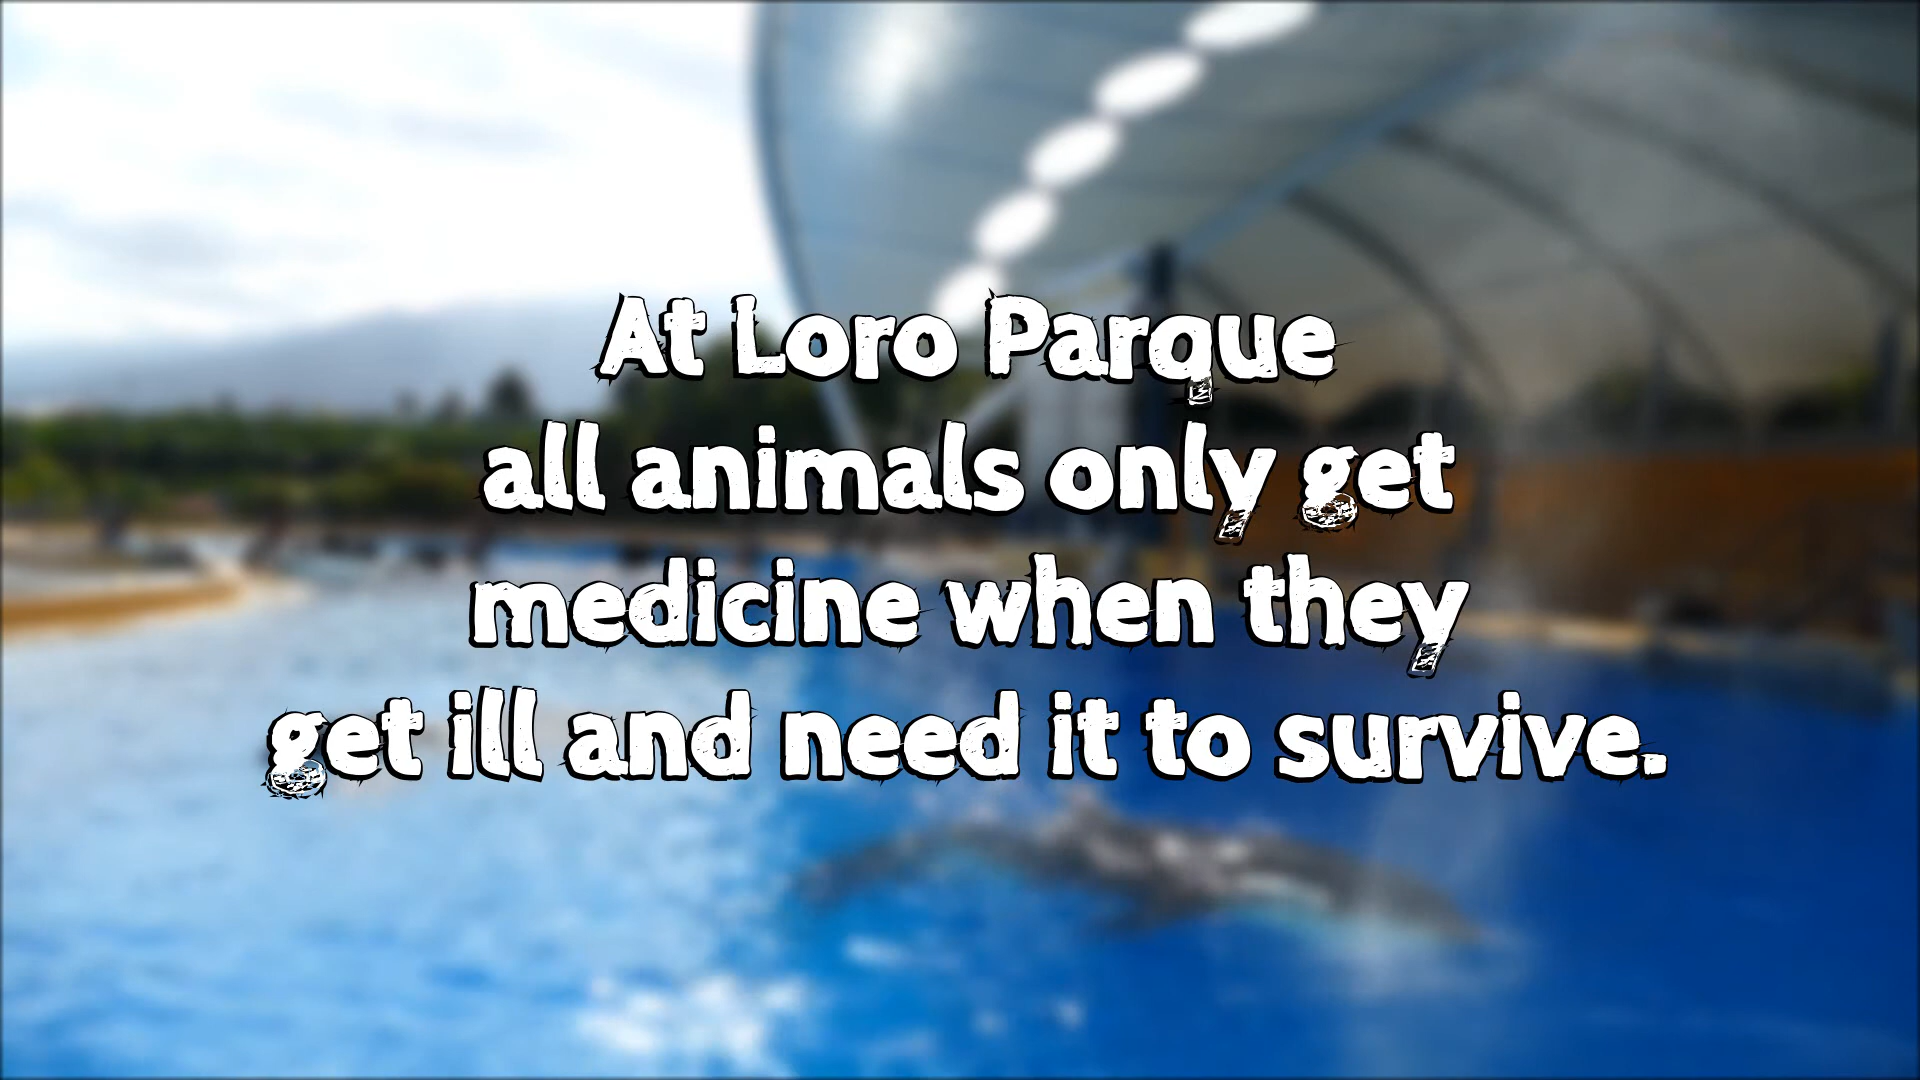 At Loro Parque
all animals only get
medicine when they
get ill and need it to survive.